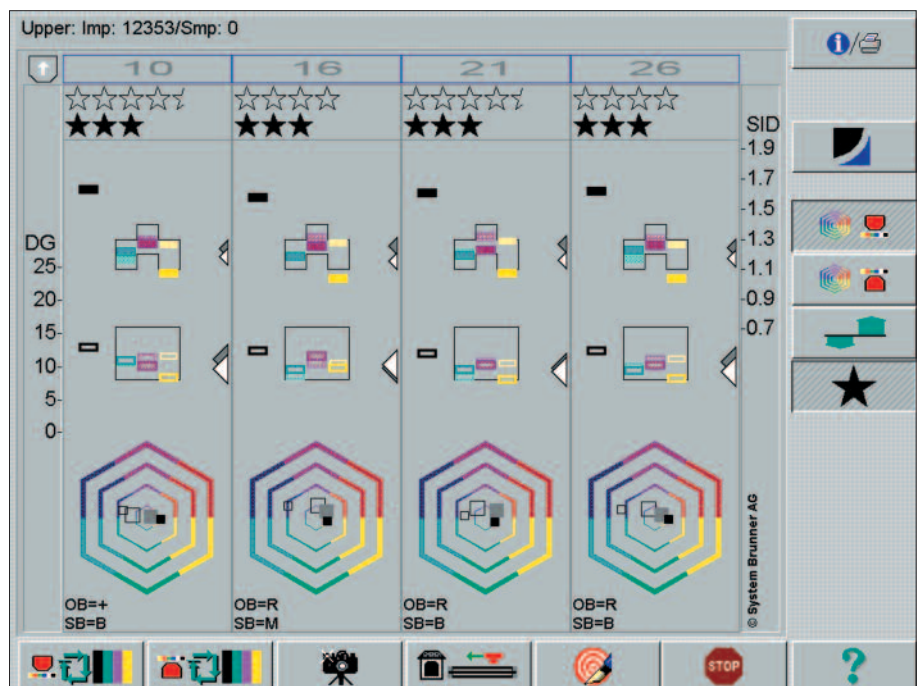 Upper: Imp: 12353/Smp: 0
i/
10 16 21 26
SID
-1.9
-1.7
-1.5
DG
-1.3
25-
-1.1
20-
-0.9
15-
-0.7
10-
5-
0-
© System Brunner AG
OB=+ OB=R OB=R OB=R
SB=B SB=M SB=B SB=B
STOP
?